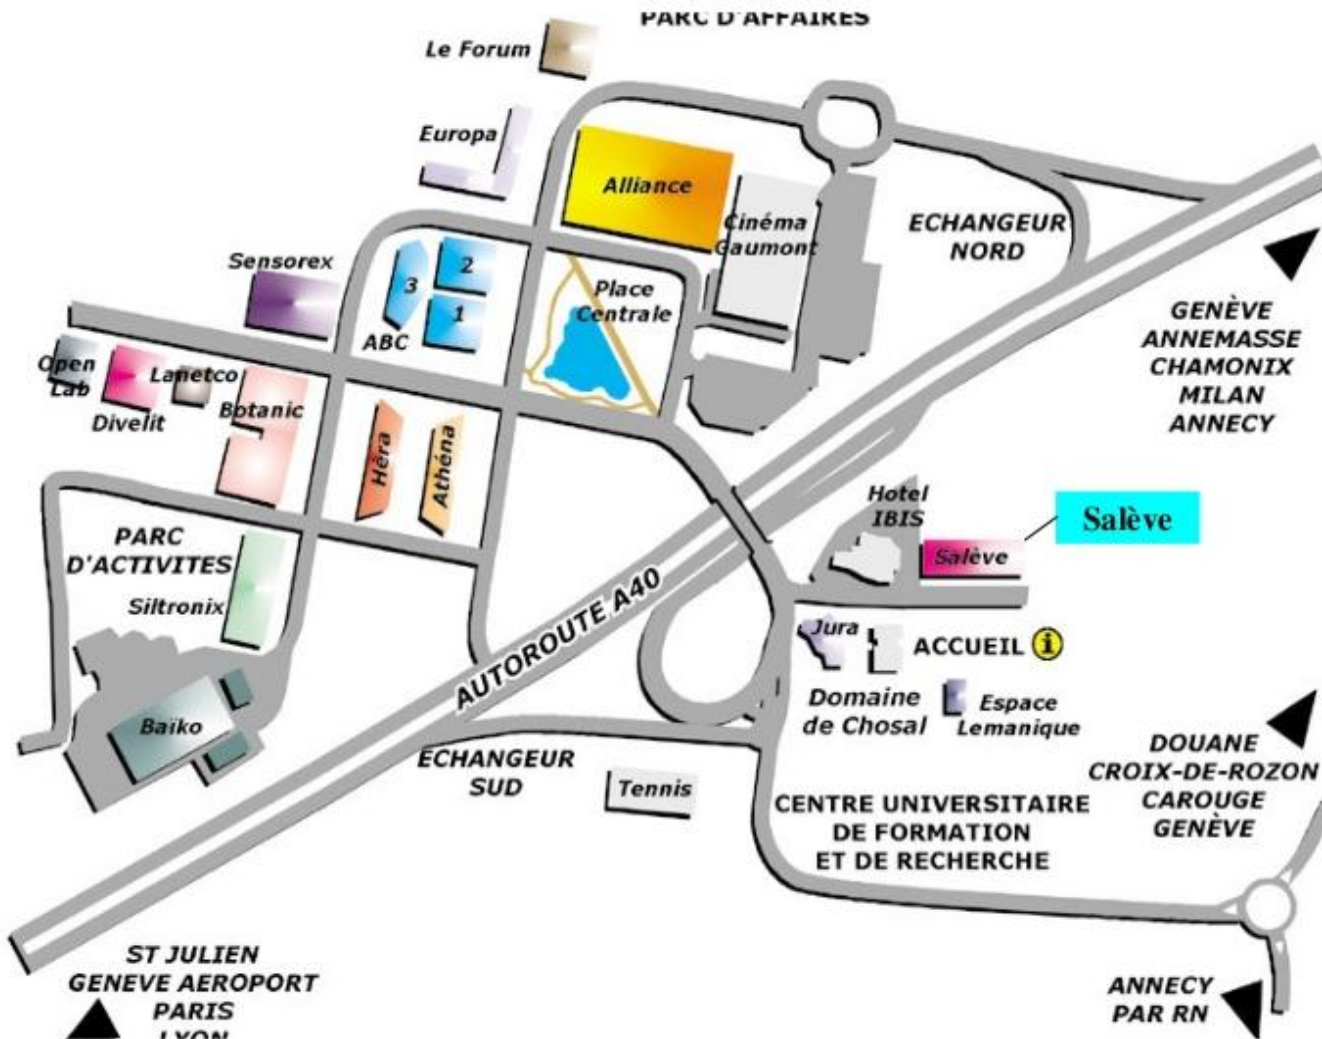 PARC D'AFFAIRES
Le Forum
Europa
Alliance
Cinéma
Gaumont
ECHANGEUR
NORD
Sensorex
3
2
1
ABC
Place
Centrale
GENÈVE
ANNEMASSE
CHAMONIX
MILAN
ANNECY
Open
Lab
Lanetco
Divelit
Botanic
Héra
Athéna
Hotel
IBIS
Salève
Salève
PARC
D'ACTIVITES
Siltronix
AUTOROUTE A40
Jura
ACCUEIL i
Domaine
de Chosal
Espace
Lemanique
Baïko
ECHANGEUR
SUD
Tennis
DOUANE
CROIX-DE-ROZON
CAROUGE
GENÈVE
CENTRE UNIVERSITAIRE
DE FORMATION
ET DE RECHERCHE
ST JULIEN
GENEVE AEROPORT
PARIS
LYON
ANNECY
PAR RN